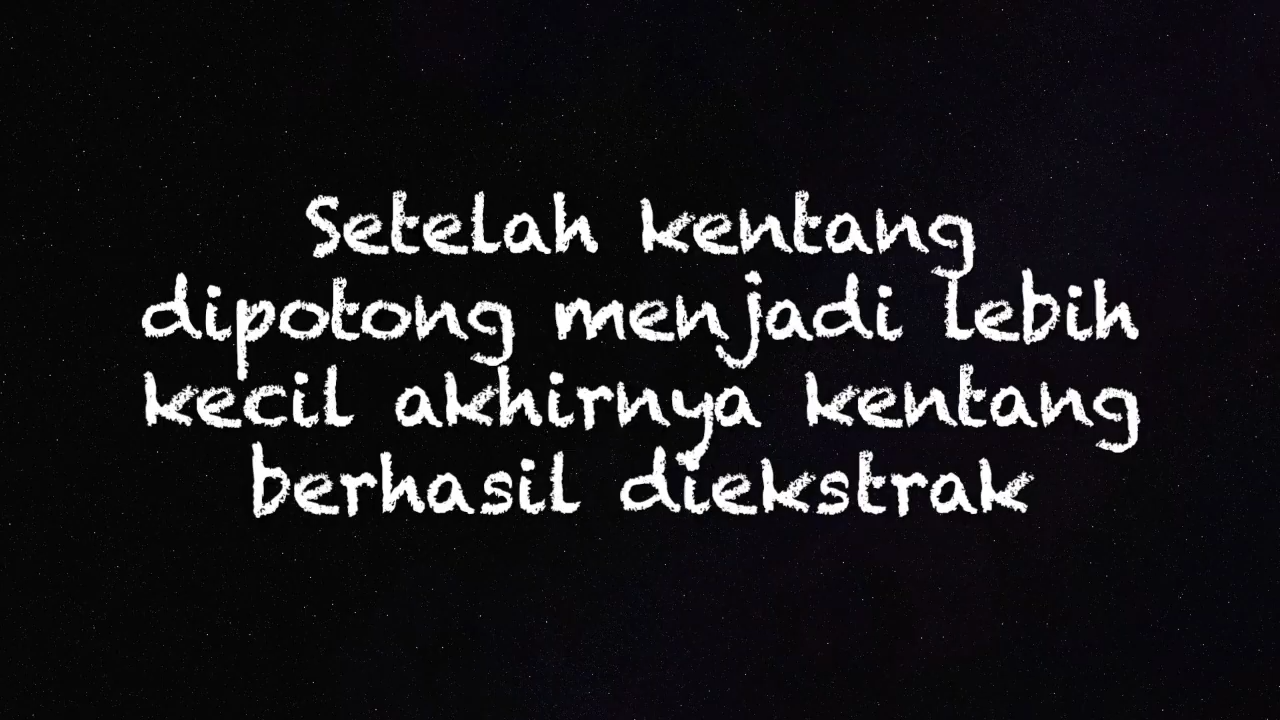 Setelah kentang
dipotong menjadi lebih
kecil akhirnya kentang
berhasil diekstrak